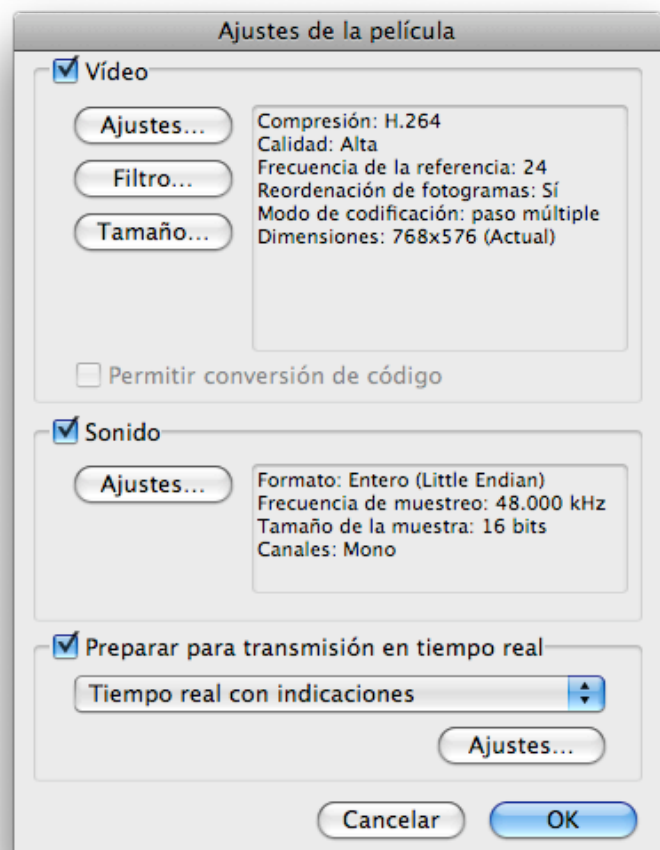 Ajustes de la película
Vídeo
Ajustes...
Filtro...
Tamaño...
Compresión: H.264
Calidad: Alta
Frecuencia de la referencia: 24
Reordenación de fotogramas: Sí
Modo de codificación: paso múltiple
Dimensiones: 768x576 (Actual)
Permitir conversión de código
Sonido
Ajustes...
Formato: Entero (Little Endian)
Frecuencia de muestreo: 48.000 kHz
Tamaño de la muestra: 16 bits
Canales: Mono
Preparar para transmisión en tiempo real
Tiempo real con indicaciones
Ajustes...
Cancelar
OK